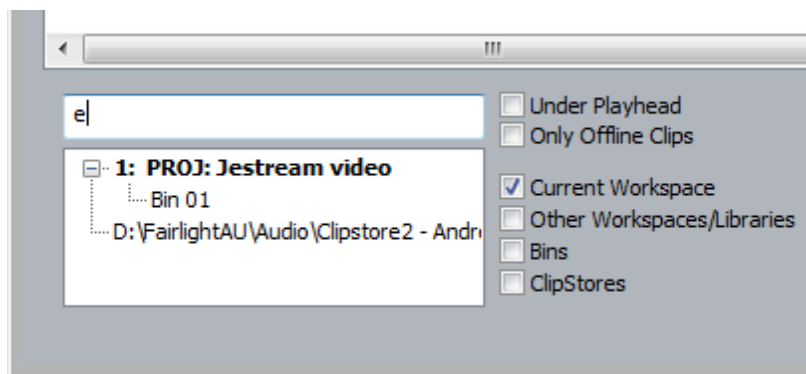 e
1: PROJ: Jestream video
Bin 01
D:\FairlightAU\Audio\Clipstore2 - Andr
Under Playhead
Only Offline Clips
Current Workspace
Other Workspaces/Libraries
Bins
ClipStores